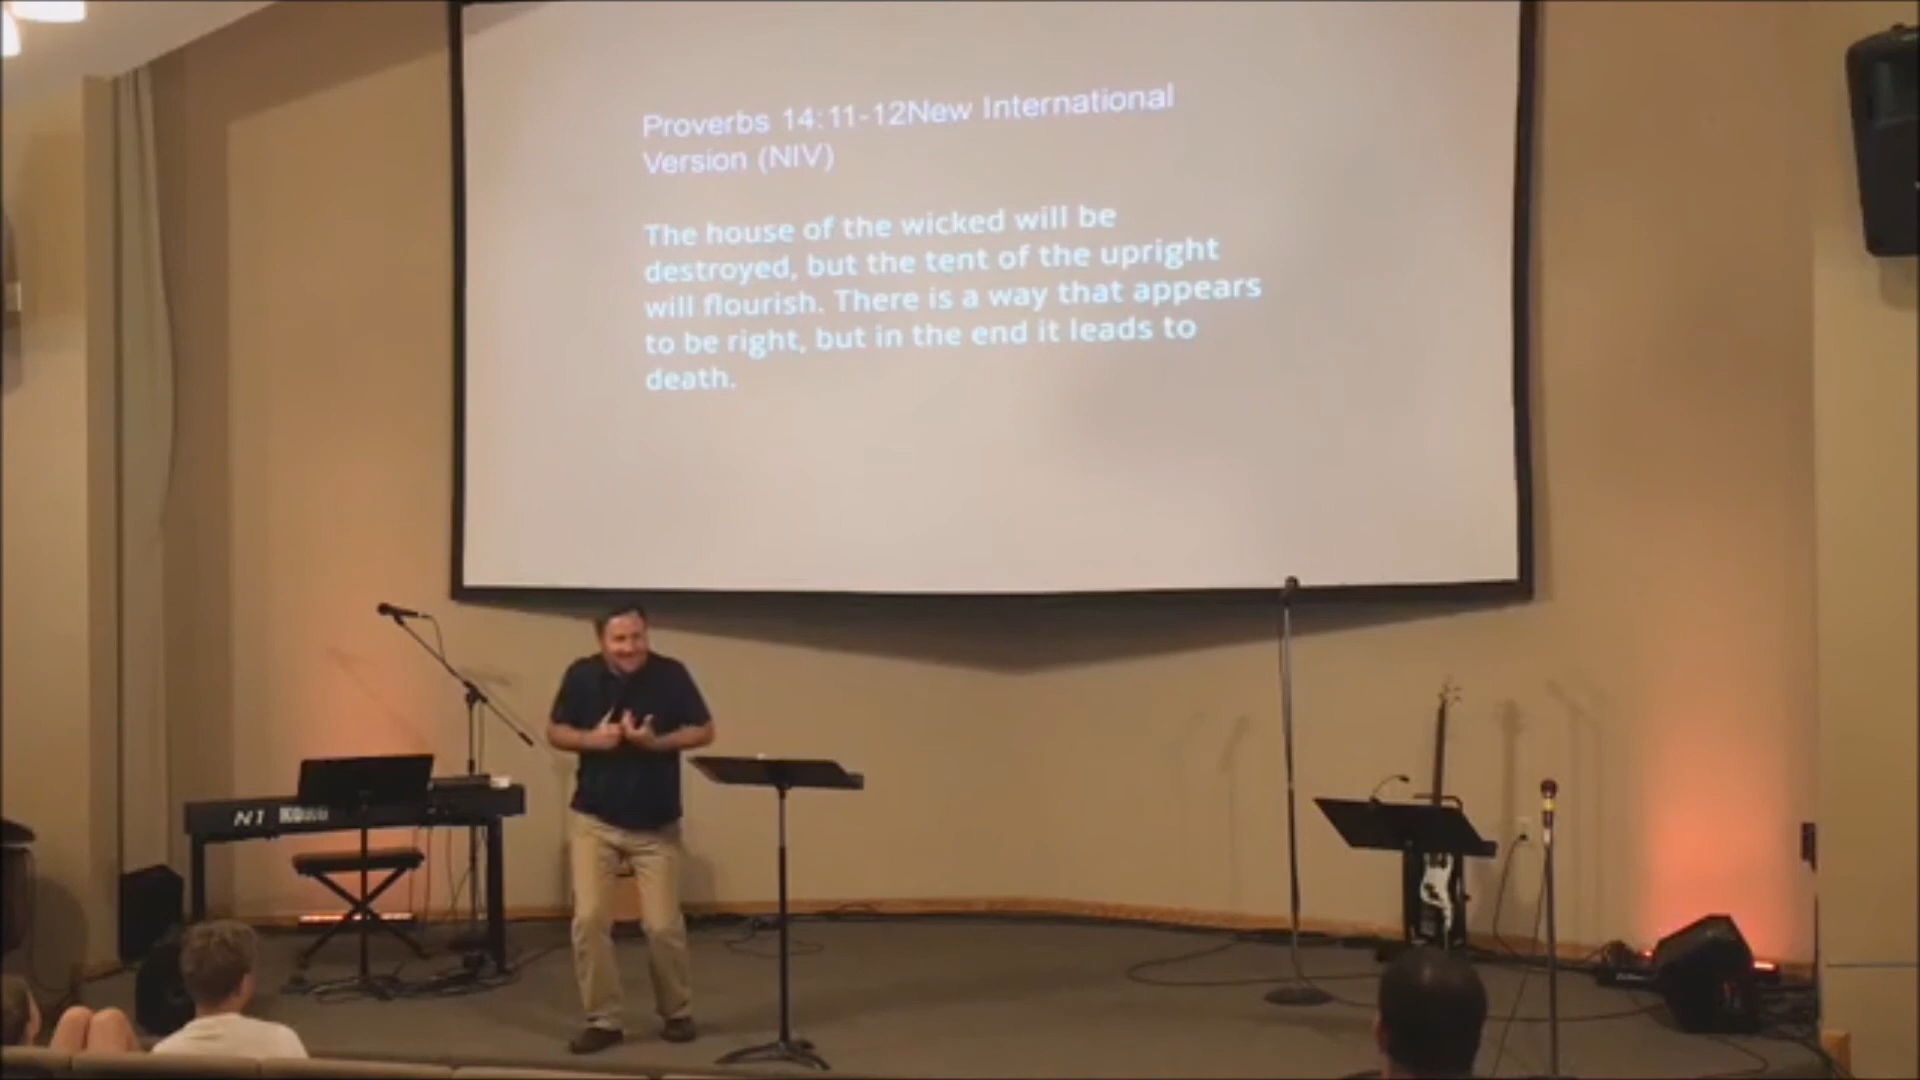 Proverbs 14:11-12New International
Version (NIV)
The house of the wicked will be
destroyed, but the tent of the upright
will flourish. There is a way that appears
to be right, but in the end it leads to
death.
N1